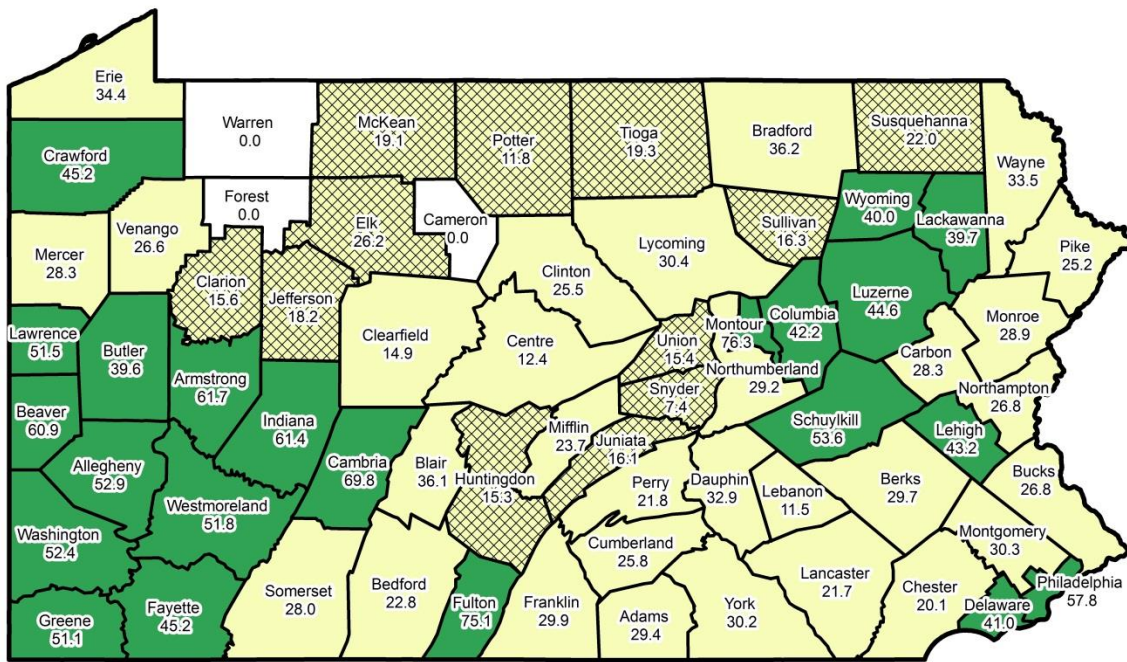 Erie
34.4
Warren
0.0
McKean
19.1
Potter
11.8
Tioga
19.3
Bradford
36.2
Susquehanna
22.0
Wayne
33.5
Crawford
45.2
Forest
0.0
Elk
26.2
Cameron
0.0
Wyoming
40.0
Lackawanna
39.7
Sullivan
16.3
Pike
25.2
Mercer
28.3
Venango
26.6
Clarion
15.6
Jefferson
18.2
Clinton
25.5
Lycoming
30.4
Luzerne
44.6
Monroe
28.9
Lawrence
51.5
Butler
39.6
Armstrong
61.7
Clearfield
14.9
Centre
12.4
Union
15.4
Montour
76.3
Columbia
42.2
Carbon
28.3
Northumberland
29.2
Snyder
7.4
Northampton
26.8
Beaver
60.9
Indiana
61.4
Schuylkill
53.6
Lehigh
43.2
Allegheny
52.9
Cambria
69.8
Blair
36.1
Huntingdon
15.3
Mifflin
23.7
Juniata
16.1
Perry
21.8
Dauphin
32.9
Lebanon
11.5
Berks
29.7
Bucks
26.8
Washington
52.4
Westmoreland
51.8
Cumberland
25.8
Montgomery
30.3
Greene
51.1
Fayette
45.2
Somerset
28.0
Bedford
22.8
Fulton
75.1
Franklin
29.9
Adams
29.4
York
30.2
Lancaster
21.7
Chester
20.1
Delaware
41.0
Philadelphia
57.8